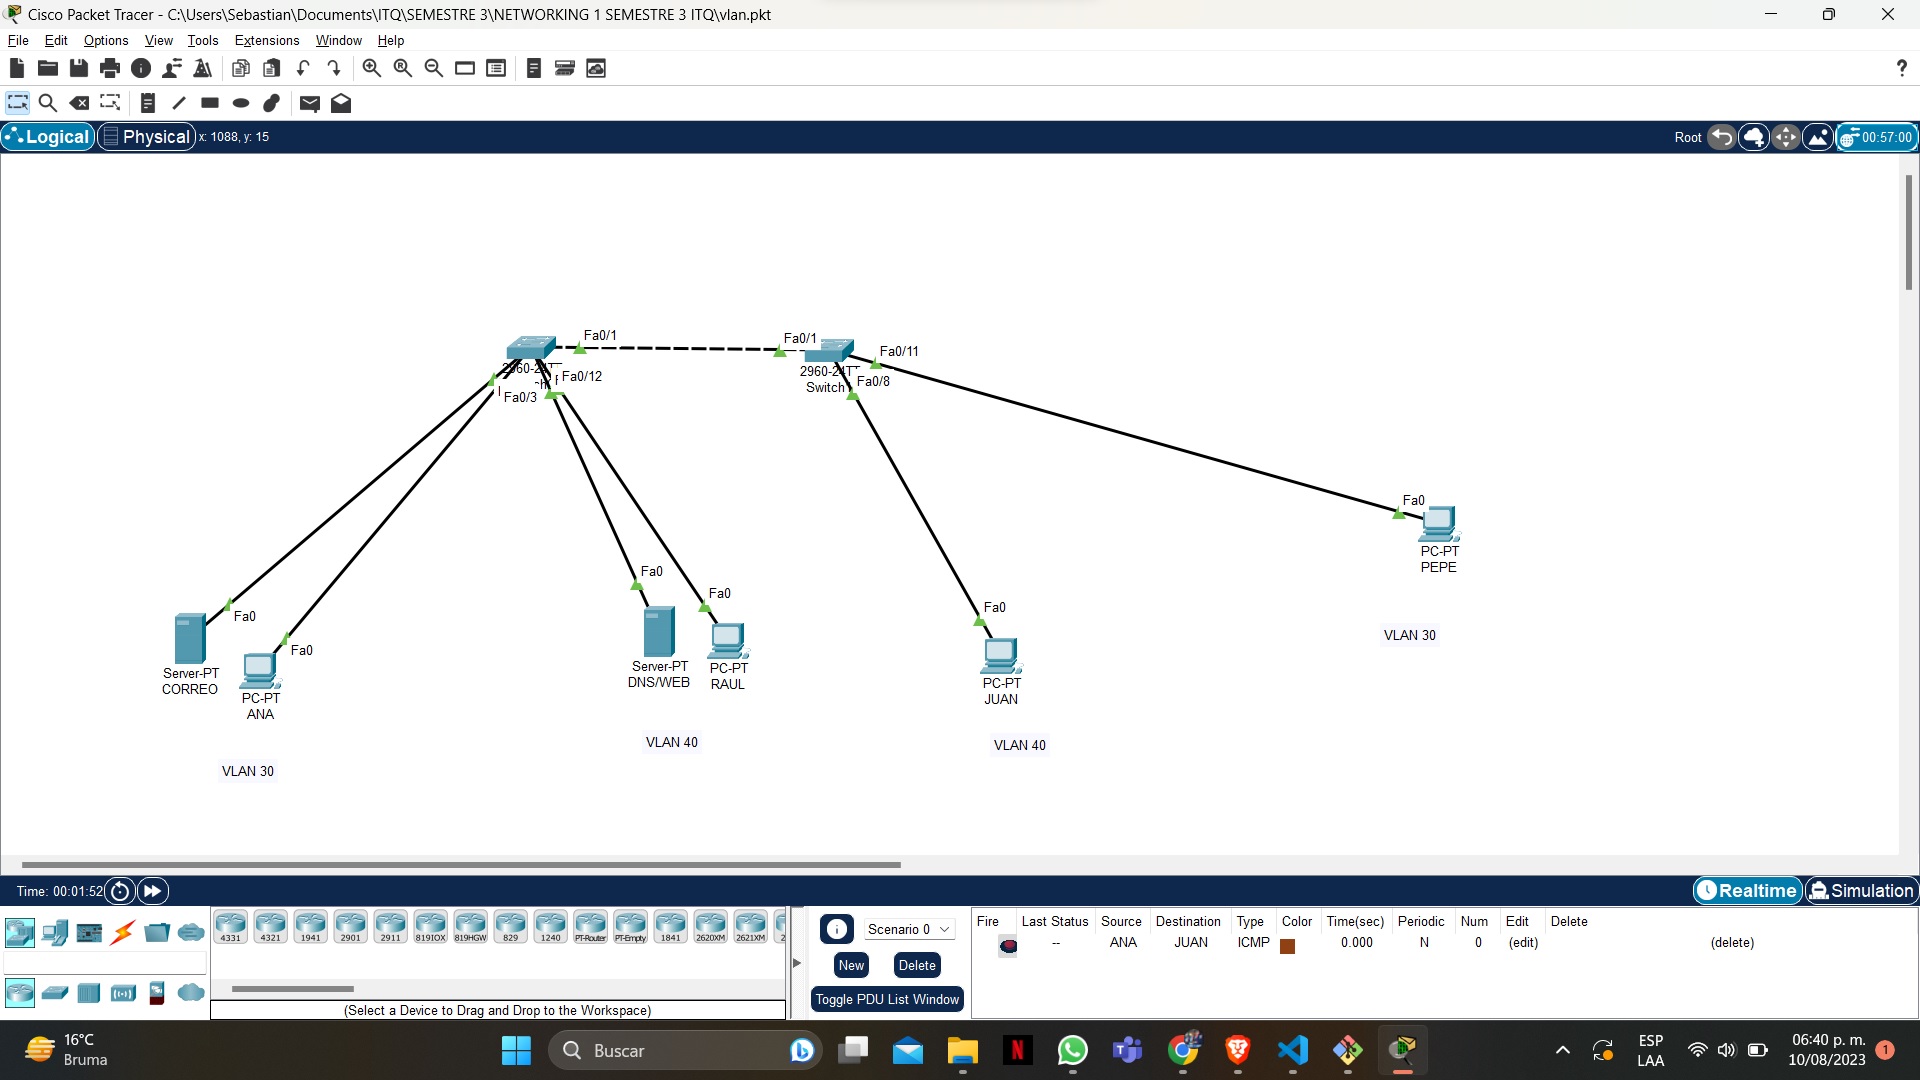 Cisco Packet Tracer - C:\Users\Sebastian\Documents\ITQ\SEMESTRE 3\NETWORKING 1 SEMESTRE 3 ITQ\vlan.pkt
File Edit Options View Tools Extensions Window Help
?
Logical Physical x: 1088, y: 15 Root 00:57:00
Fa0/1
Fa0/1
Fa0/11
2960-24TT
Fa0/12
Fa0/3
2960-24TT
Switch
Fa0/8
Fa0
PC-PT
PEPE
VLAN 30
Fa0
Fa0
Fa0
Fa0
Fa0
Server-PT
CORREO
PC-PT
ANA
Server-PT
DNS/WEB
PC-PT
RAUL
PC-PT
JUAN
VLAN 40
VLAN 40
VLAN 30
Time: 00:01:52 Realtime Simulation
4331 4321 1941 2901 2911 819IOX 819HGW 829 1240 PT-Router PT-Empty 1841 2620XM 2621XM
(Select a Device to Drag and Drop to the Workspace)
Scenario 0
New Delete
Toggle PDU List Window
Fire Last Status Source Destination Type Color Time(sec) Periodic Num Edit Delete
-- ANA JUAN ICMP 0.000 N 0 (edit) (delete)
16°C
Bruma
Buscar
ESP
LAA
06:40 p. m.
10/08/2023
1